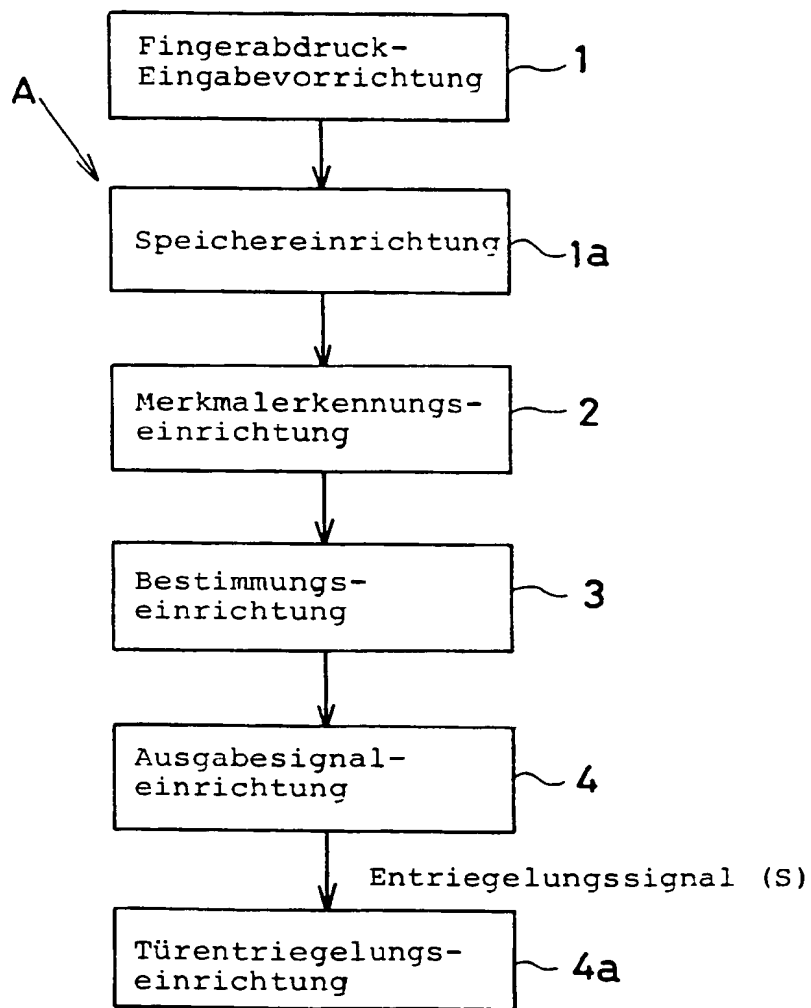 Fingerabdruck-
Eingabevorrichtung
1
A
Speichereinrichtung
1a
Merkmalerkennungs-
einrichtung
2
Bestimmungs-
einrichtung
3
Ausgabesignal-
einrichtung
4
Entriegelungssignal (S)
Türentriegelungs-
einrichtung
4a